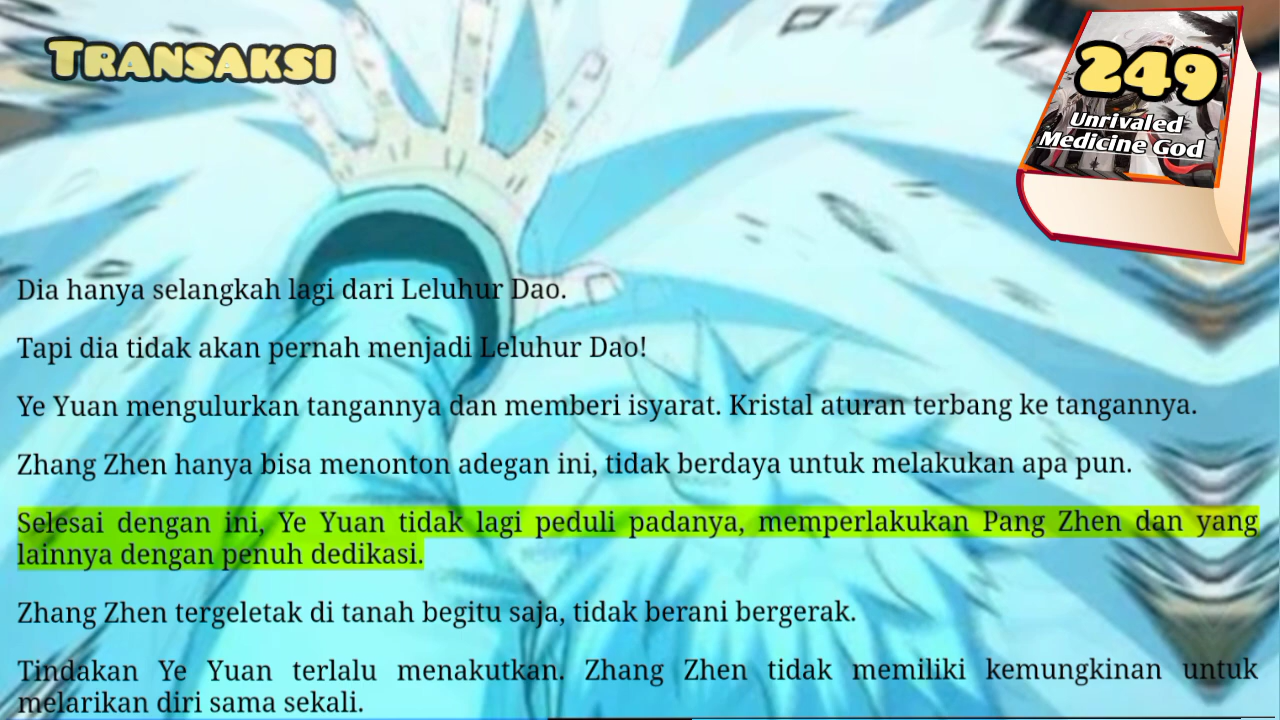 Transaksi
249
Unrivaled
Medicine God
Dia hanya selangkah lagi dari Leluhur Dao.
Tapi dia tidak akan pernah menjadi Leluhur Dao!
Ye Yuan mengulurkan tangannya dan memberi isyarat. Kristal aturan terbang ke tangannya.
Zhang Zhen hanya bisa menonton adegan ini, tidak berdaya untuk melakukan apa pun.
Selesai dengan ini, Ye Yuan tidak lagi peduli padanya, memperlakukan Pang Zhen dan yang
lainnya dengan penuh dedikasi.
Zhang Zhen tergeletak di tanah begitu saja, tidak berani bergerak.
Tindakan Ye Yuan terlalu menakutkan. Zhang Zhen tidak memiliki kemungkinan untuk
melarikan diri sama sekali.